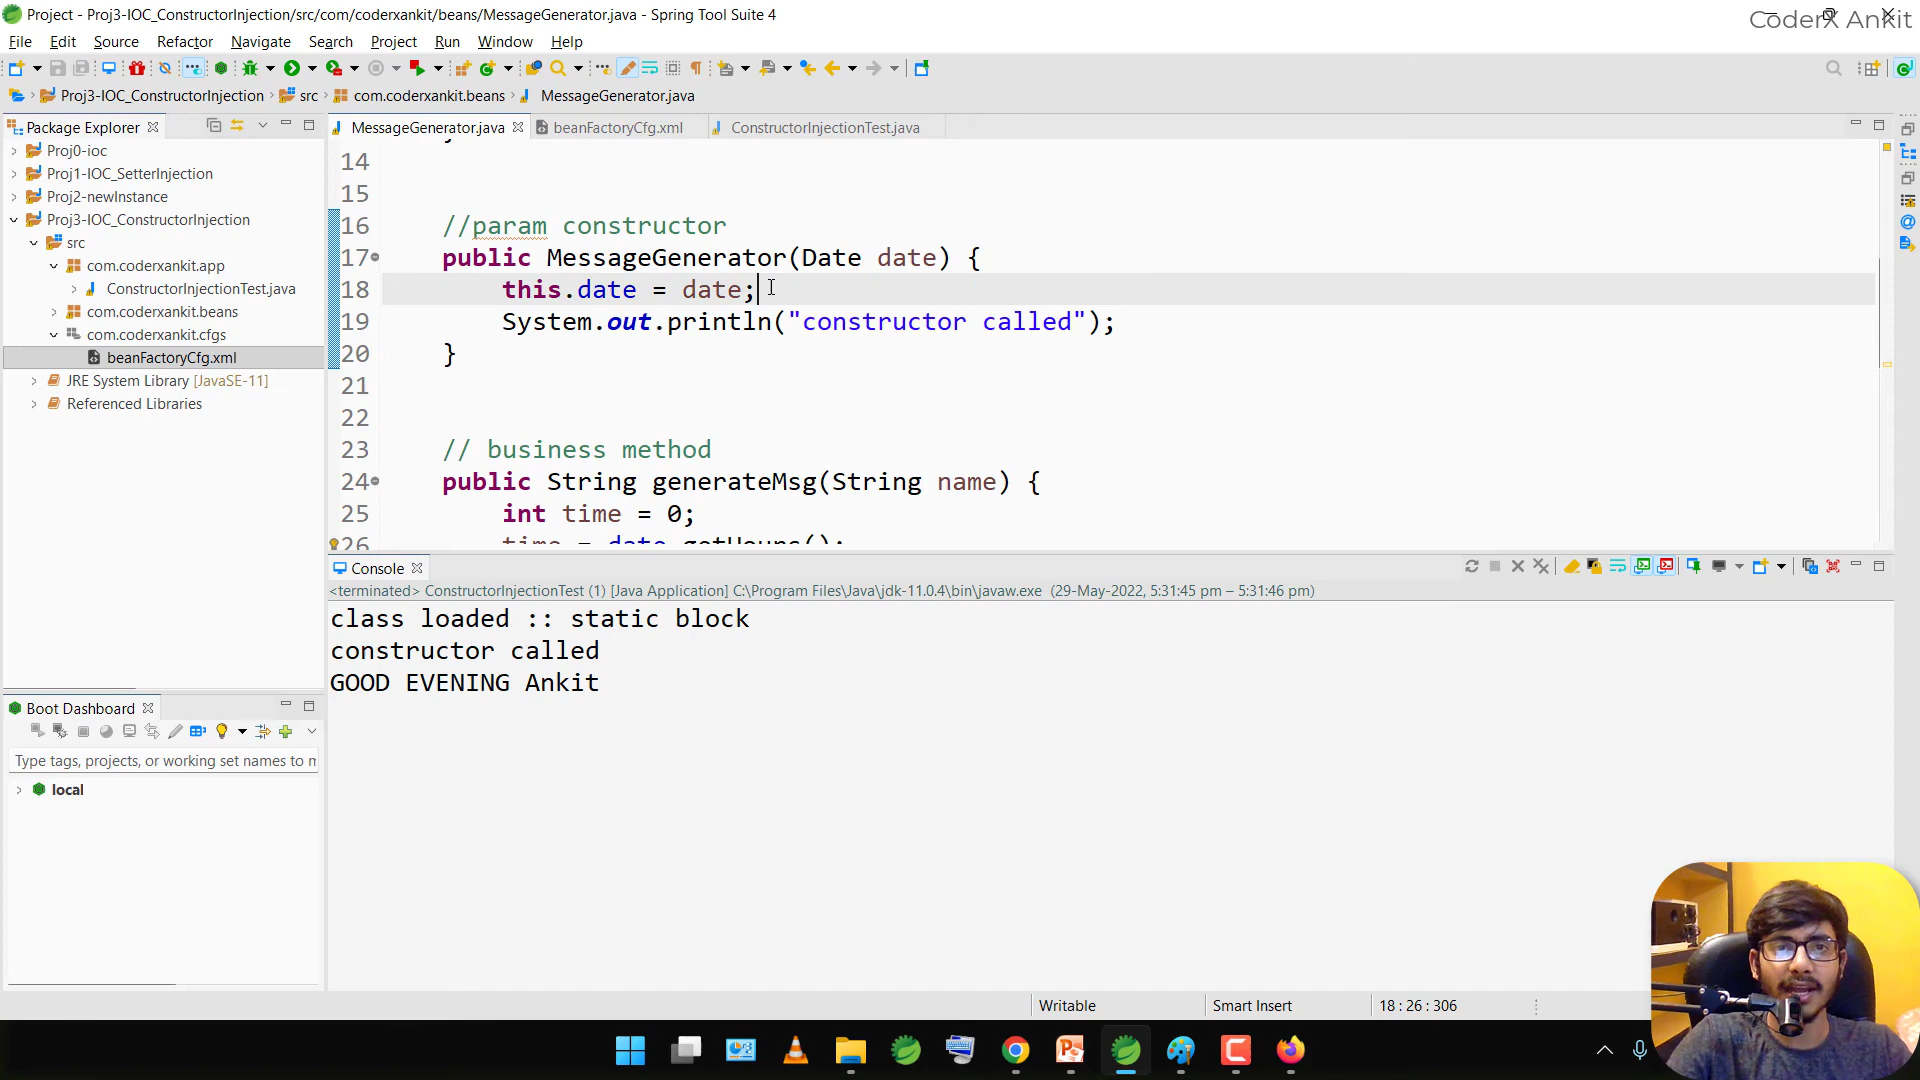 Project - Proj3-IOC_ConstructorInjection/src/com/coderxankit/beans/MessageGenerator.java - Spring Tool Suite 4
CoderX Ankit
File Edit Source Refactor Navigate Search Project Run Window Help
Proj3-IOC_ConstructorInjection src com.coderxankit.beans MessageGenerator.java
Package Explorer
Proj0-ioc
Proj1-IOC_SetterInjection
Proj2-newInstance
Proj3-IOC_ConstructorInjection
src
com.coderxankit.app
ConstructorInjectionTest.java
com.coderxankit.beans
com.coderxankit.cfgs
beanFactoryCfg.xml
JRE System Library [JavaSE-11]
Referenced Libraries
Boot Dashboard
Type tags, projects, or working set names to m
local
MessageGenerator.java beanFactoryCfg.xml ConstructorInjectionTest.java
14
15
16 //param constructor
17 public MessageGenerator(Date date) {
18 this.date = date;
19 System.out.println("constructor called");
20 }
21
22
23 // business method
24 public String generateMsg(String name) {
25 int time = 0;
26 time = date.getHours();
Console
<terminated> ConstructorInjectionTest (1) [Java Application] C:\Program Files\Java\jdk-11.0.4\bin\javaw.exe (29-May-2022, 5:31:45 pm – 5:31:46 pm)
class loaded :: static block
constructor called
GOOD EVENING Ankit
Writable Smart Insert 18 : 26 : 306